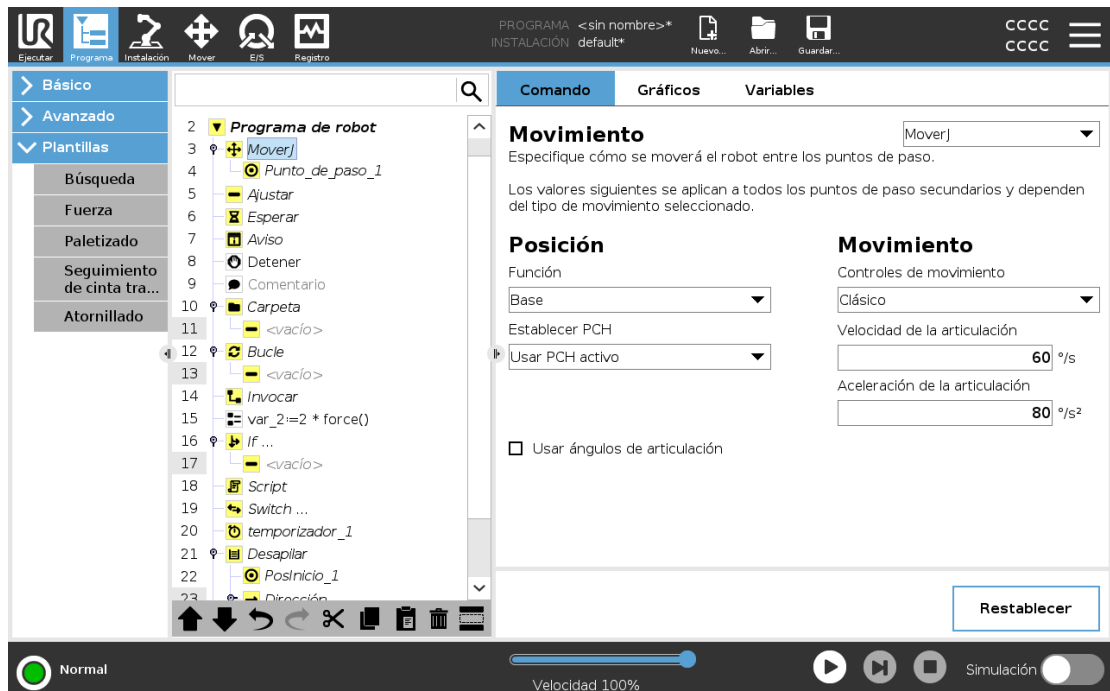 PROGRAMA <sin nombre>*
INSTALACIÓN default*
Ejecutar
Programa
Instalación
Mover
E/S
Registro
Nuevo...
Abrir...
Guardar...
CCCC
CCCC
Básico
Avanzado
Plantillas
Búsqueda
Fuerza
Paletizado
Seguimiento
de cinta tra...
Atornillado
2 Programa de robot
3 MoverJ
4 Punto_de_paso_1
5 Ajustar
6 Esperar
7 Aviso
8 Detener
9 Comentario
10 Carpeta
11 <vacío>
12 Bucle
13 <vacío>
14 Invocar
15 var_2:=2 * force()
16 If ...
17 <vacío>
18 Script
19 Switch ...
20 temporizador_1
21 Desapilar
22 PosInicio_1
23 Dirección
Comando
Gráficos
Variables
Movimiento
MoverJ
Especifique cómo se moverá el robot entre los puntos de paso.
Los valores siguientes se aplican a todos los puntos de paso secundarios y dependen
del tipo de movimiento seleccionado.
Posición
Función
Base
Establecer PCH
Usar PCH activo
Usar ángulos de articulación
Movimiento
Controles de movimiento
Clásico
Velocidad de la articulación
60 °/s
Aceleración de la articulación
80 °/s²
Restablecer
Normal
Velocidad 100%
Simulación